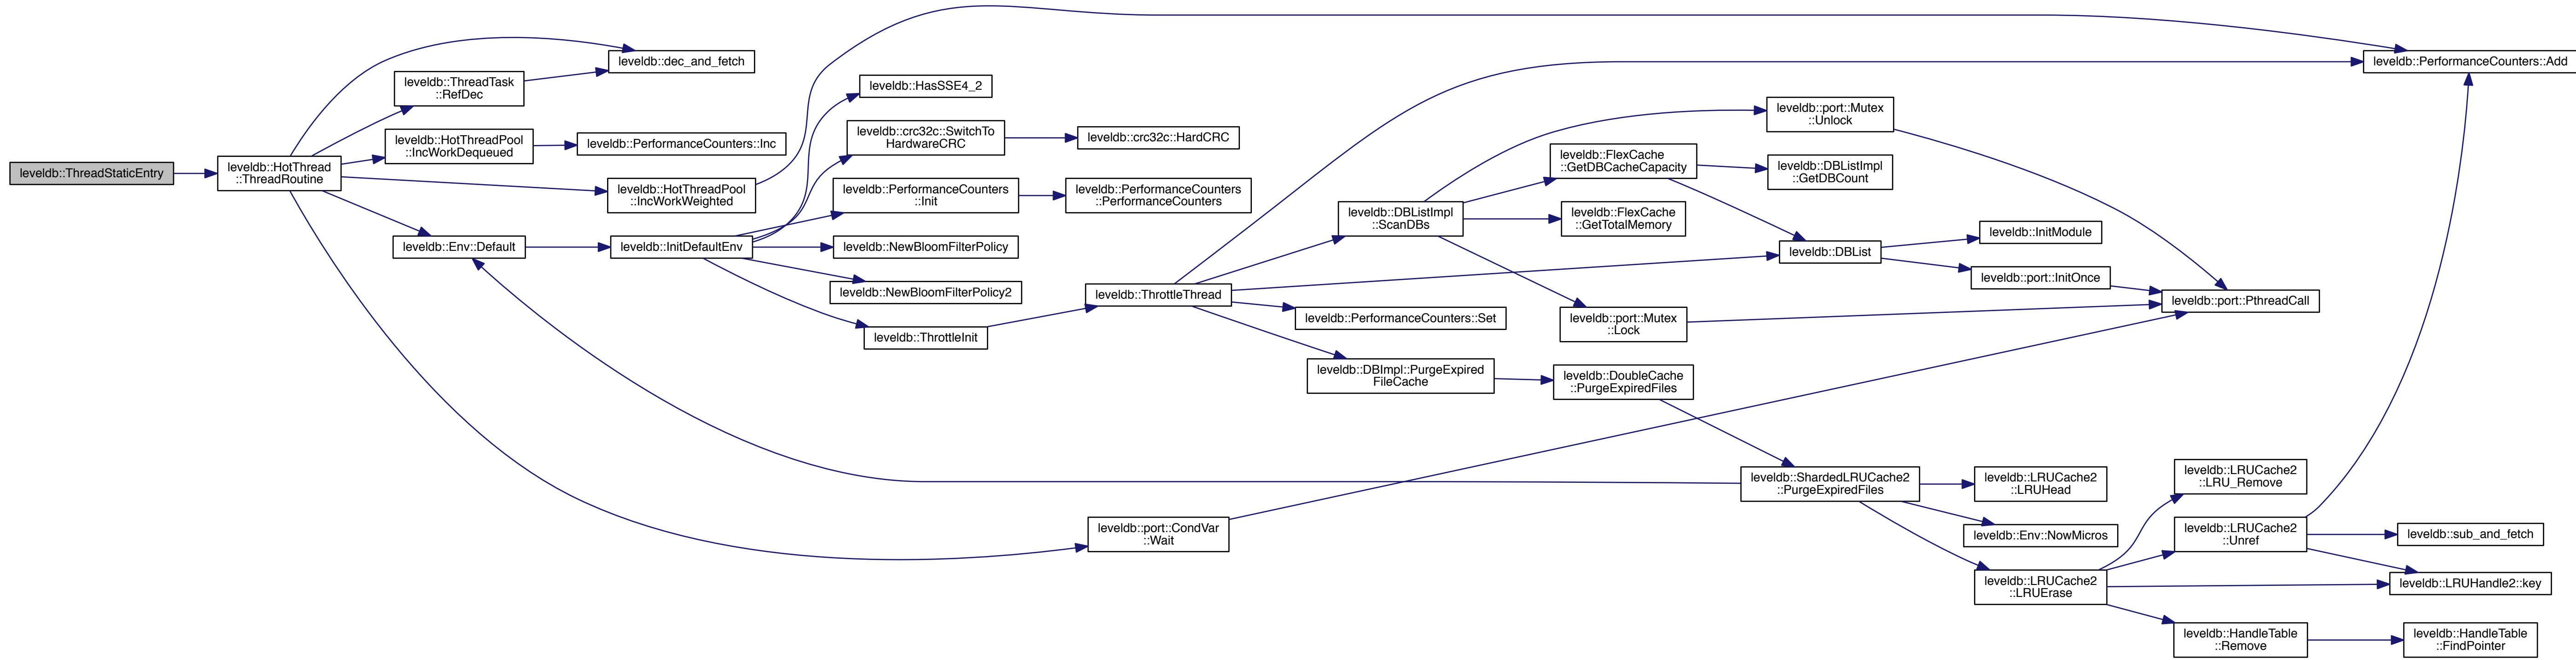 leveldb::ThreadStaticEntry
leveldb::HotThread
::ThreadRoutine
leveldb::dec_and_fetch
leveldb::ThreadTask
::RefDec
leveldb::HotThreadPool
::IncWorkDequeued
leveldb::PerformanceCounters::Inc
leveldb::HotThreadPool
::IncWorkWeighted
leveldb::Env::Default
leveldb::InitDefaultEnv
leveldb::HasSSE4_2
leveldb::crc32c::SwitchTo
HardwareCRC
leveldb::crc32c::HardCRC
leveldb::PerformanceCounters
::Init
leveldb::PerformanceCounters
::PerformanceCounters
leveldb::NewBloomFilterPolicy
leveldb::NewBloomFilterPolicy2
leveldb::ThrottleInit
leveldb::ThrottleThread
leveldb::port::CondVar
::Wait
leveldb::DBListImpl
::ScanDBs
leveldb::PerformanceCounters::Set
leveldb::DBImpl::PurgeExpired
FileCache
leveldb::FlexCache
::GetDBCacheCapacity
leveldb::FlexCache
::GetTotalMemory
leveldb::port::Mutex
::Lock
leveldb::DoubleCache
::PurgeExpiredFiles
leveldb::port::Mutex
::Unlock
leveldb::DBListImpl
::GetDBCount
leveldb::DBList
leveldb::InitModule
leveldb::port::InitOnce
leveldb::port::PthreadCall
leveldb::PerformanceCounters::Add
leveldb::ShardedLRUCache2
::PurgeExpiredFiles
leveldb::LRUCache2
::LRUHead
leveldb::Env::NowMicros
leveldb::LRUCache2
::LRUErase
leveldb::LRUCache2
::LRU_Remove
leveldb::LRUCache2
::Unref
leveldb::sub_and_fetch
leveldb::LRUHandle2::key
leveldb::HandleTable
::Remove
leveldb::HandleTable
::FindPointer